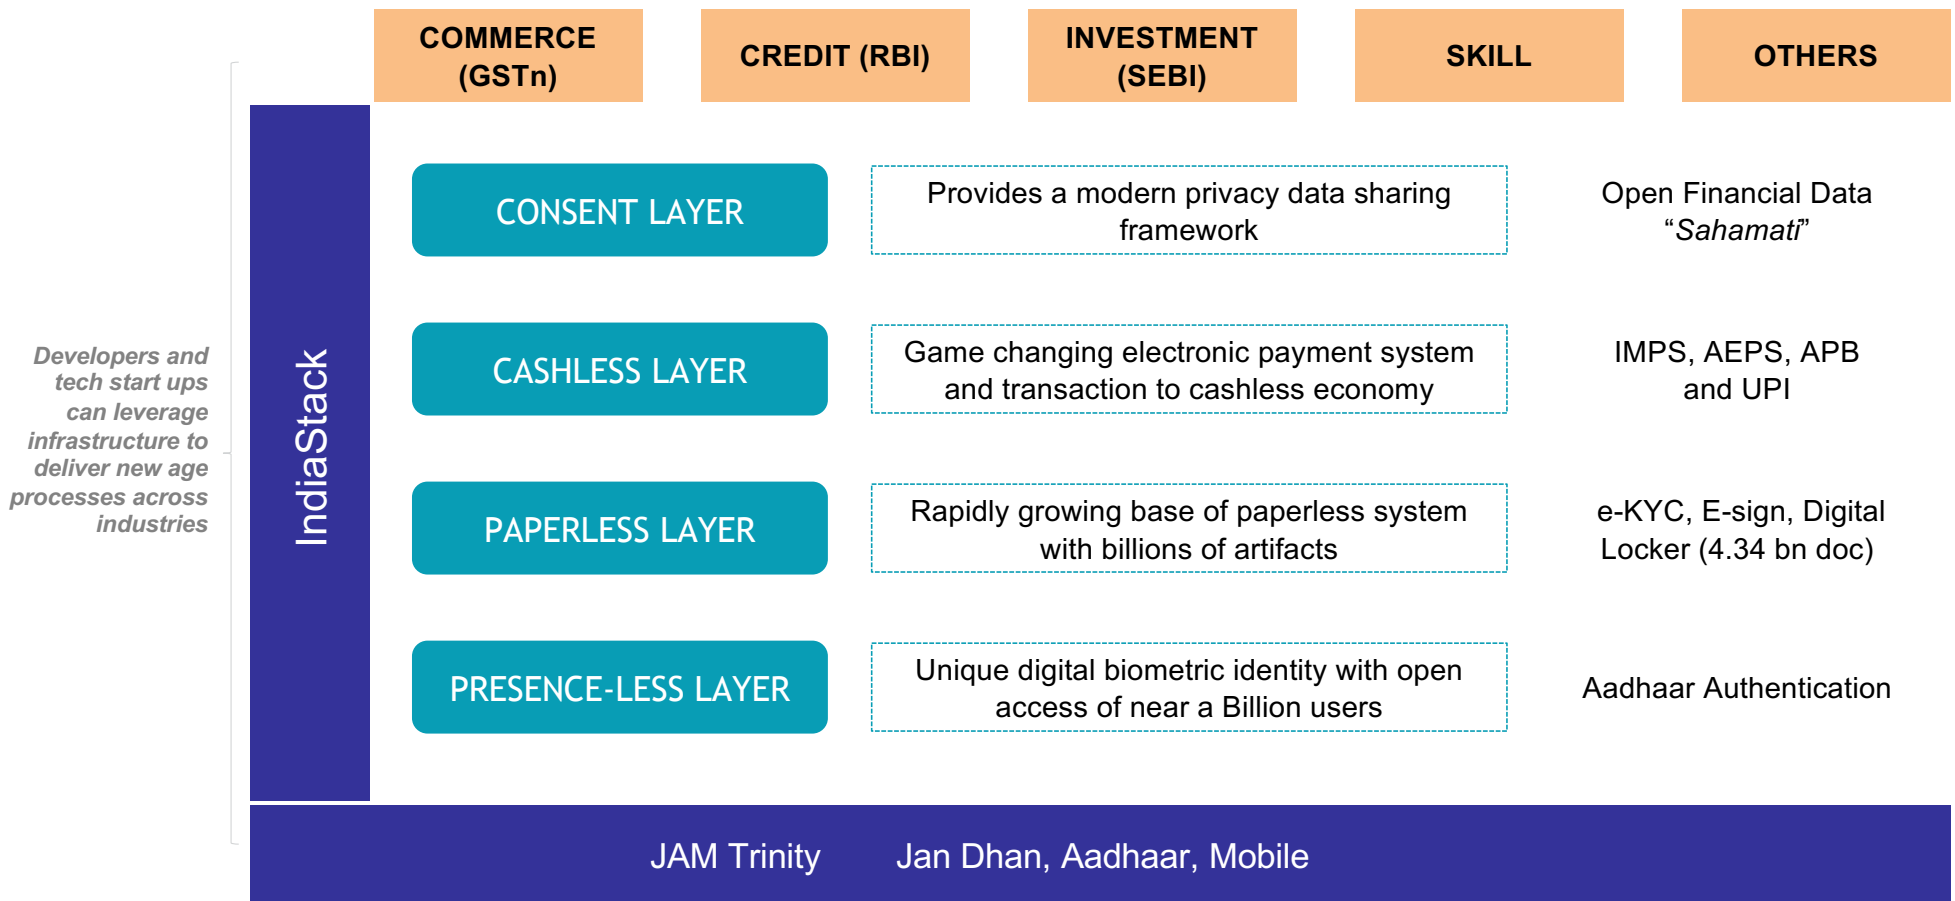 COMMERCE
(GSTn)
CREDIT (RBI)
INVESTMENT
(SEBI)
SKILL
OTHERS
Developers and
tech start ups
can leverage
infrastructure to
deliver new age
processes across
industries
IndiaStack
CONSENT LAYER
Provides a modern privacy data sharing
framework
Open Financial Data
“Sahamati”
CASHLESS LAYER
Game changing electronic payment system
and transaction to cashless economy
IMPS, AEPS, APB
and UPI
PAPERLESS LAYER
Rapidly growing base of paperless system
with billions of artifacts
e-KYC, E-sign, Digital
Locker (4.34 bn doc)
PRESENCE-LESS LAYER
Unique digital biometric identity with open
access of near a Billion users
Aadhaar Authentication
JAM Trinity Jan Dhan, Aadhaar, Mobile